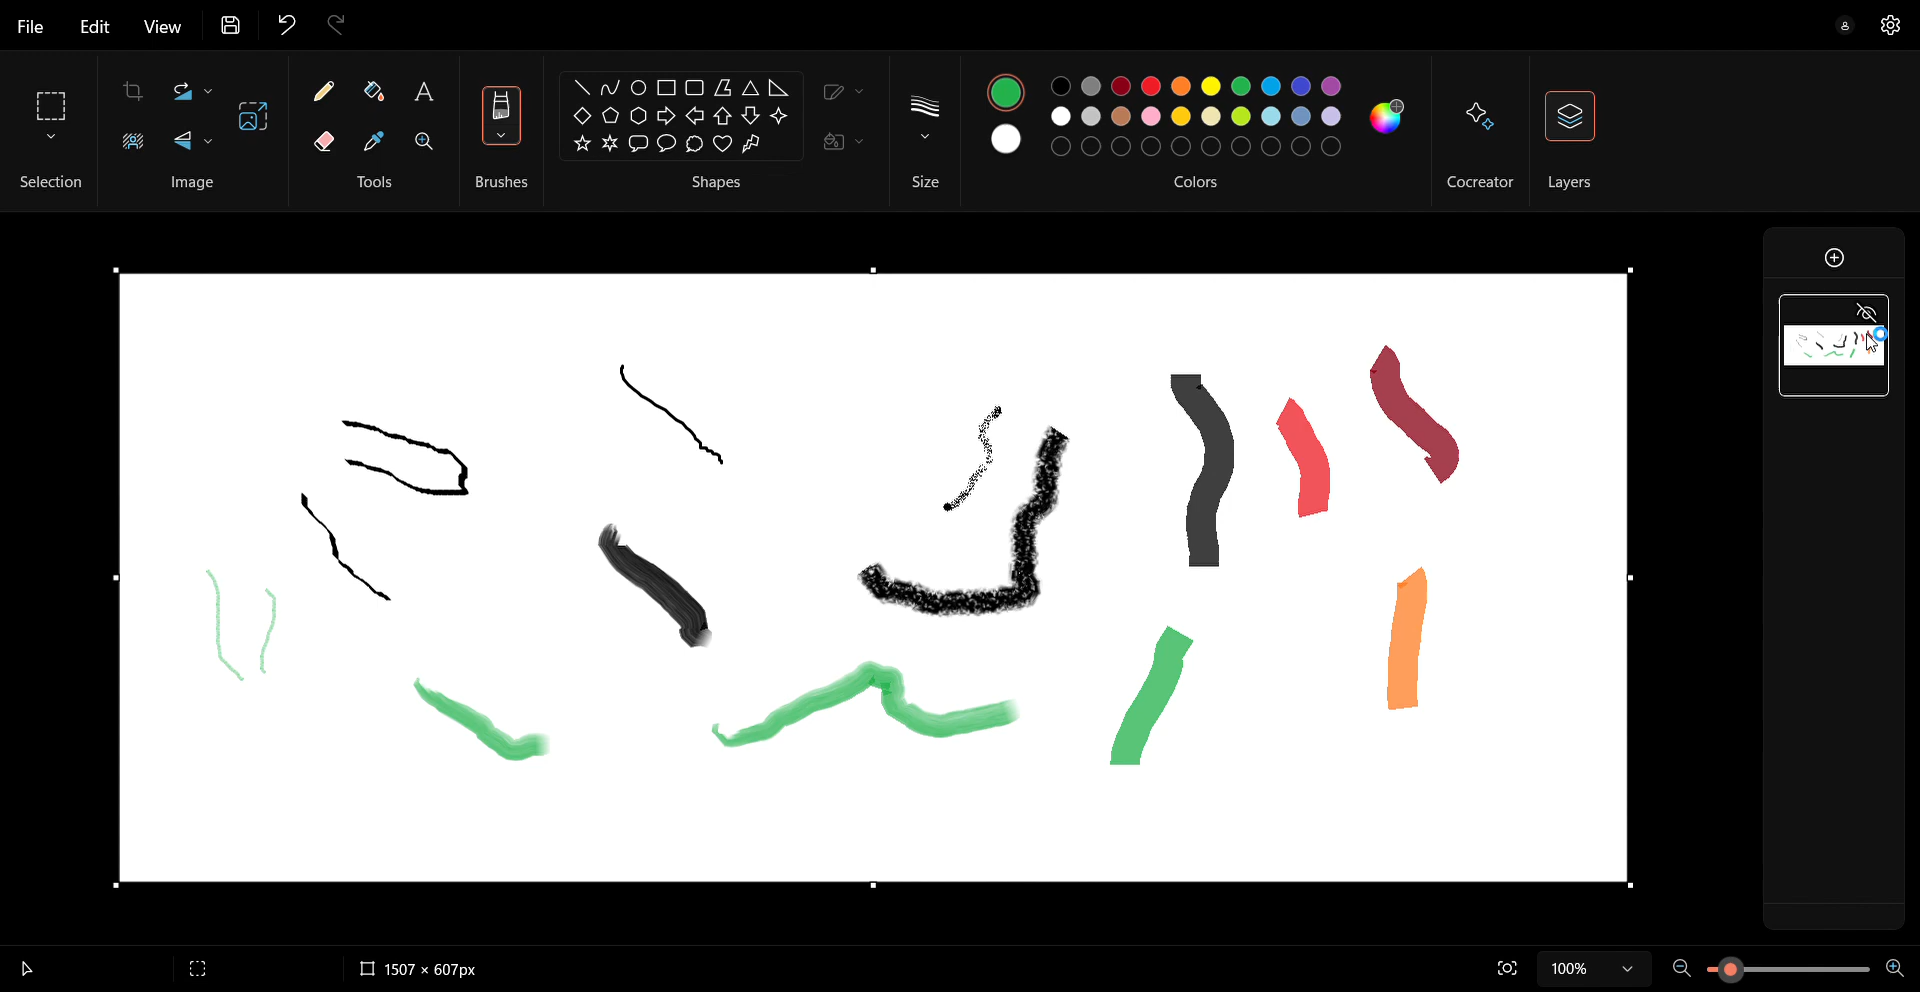 File Edit View
Selection Image Tools Brushes Shapes Size Colors Cocreator Layers
1507 × 607px 100%